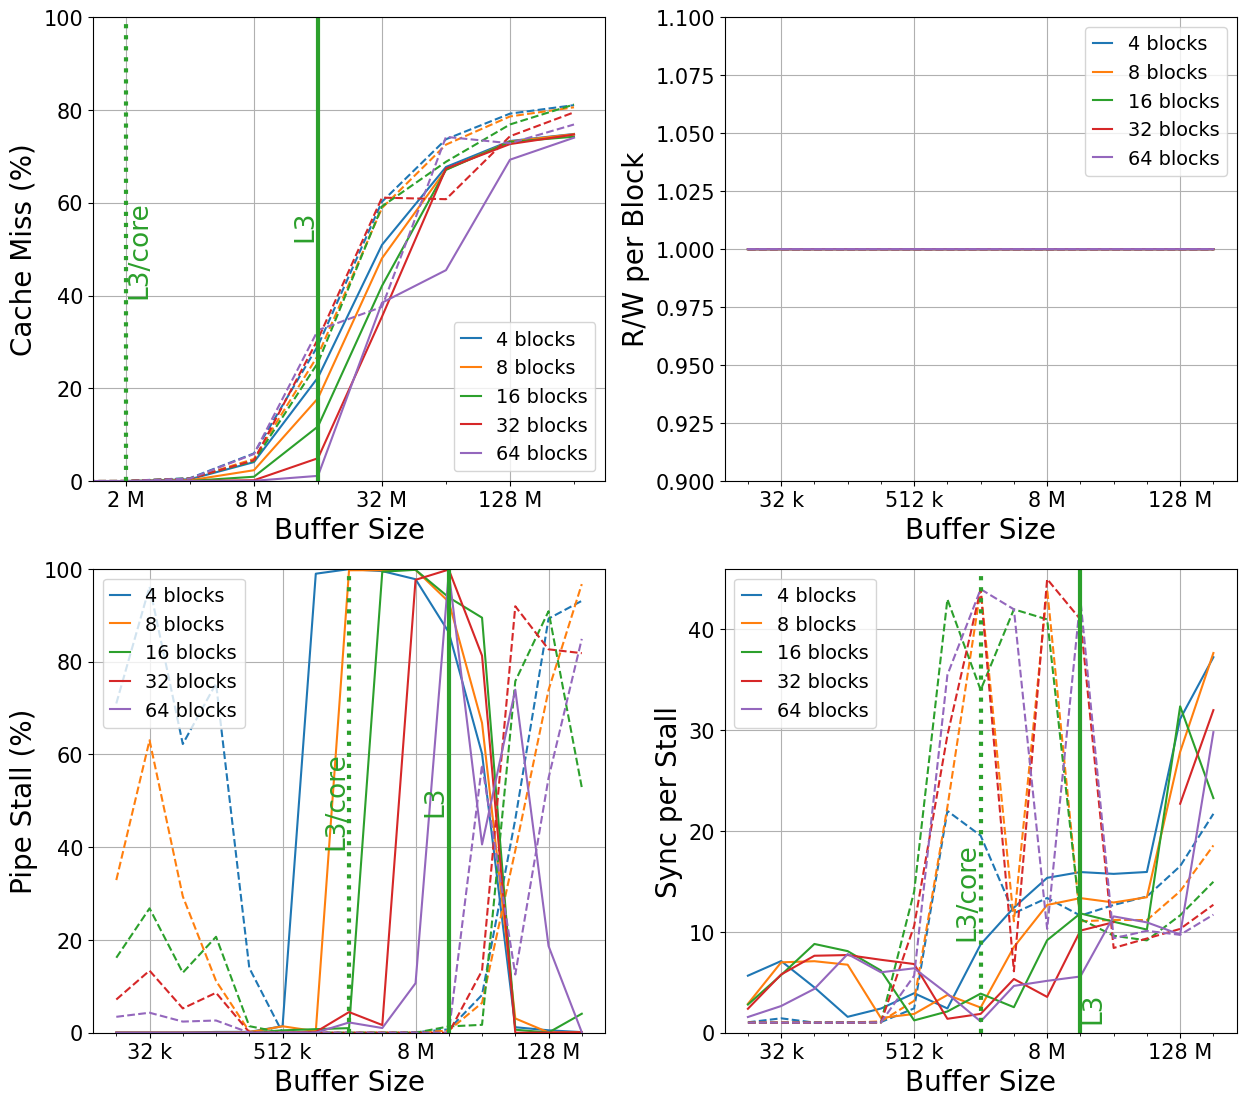 Cache Miss (%)
100
80
60
40
20
0
L3/core
L3
4 blocks
8 blocks
16 blocks
32 blocks
64 blocks
2 M
8 M
32 M
128 M
Buffer Size
R/W per Block
1.100
1.075
1.050
1.025
1.000
0.975
0.950
0.925
0.900
4 blocks
8 blocks
16 blocks
32 blocks
64 blocks
32 k
512 k
8 M
128 M
Buffer Size
Pipe Stall (%)
100
80
60
40
20
0
4 blocks
8 blocks
16 blocks
32 blocks
64 blocks
L3/core
L3
32 k
512 k
8 M
128 M
Buffer Size
Sync per Stall
40
30
20
10
0
4 blocks
8 blocks
16 blocks
32 blocks
64 blocks
L3/core
L3
32 k
512 k
8 M
128 M
Buffer Size